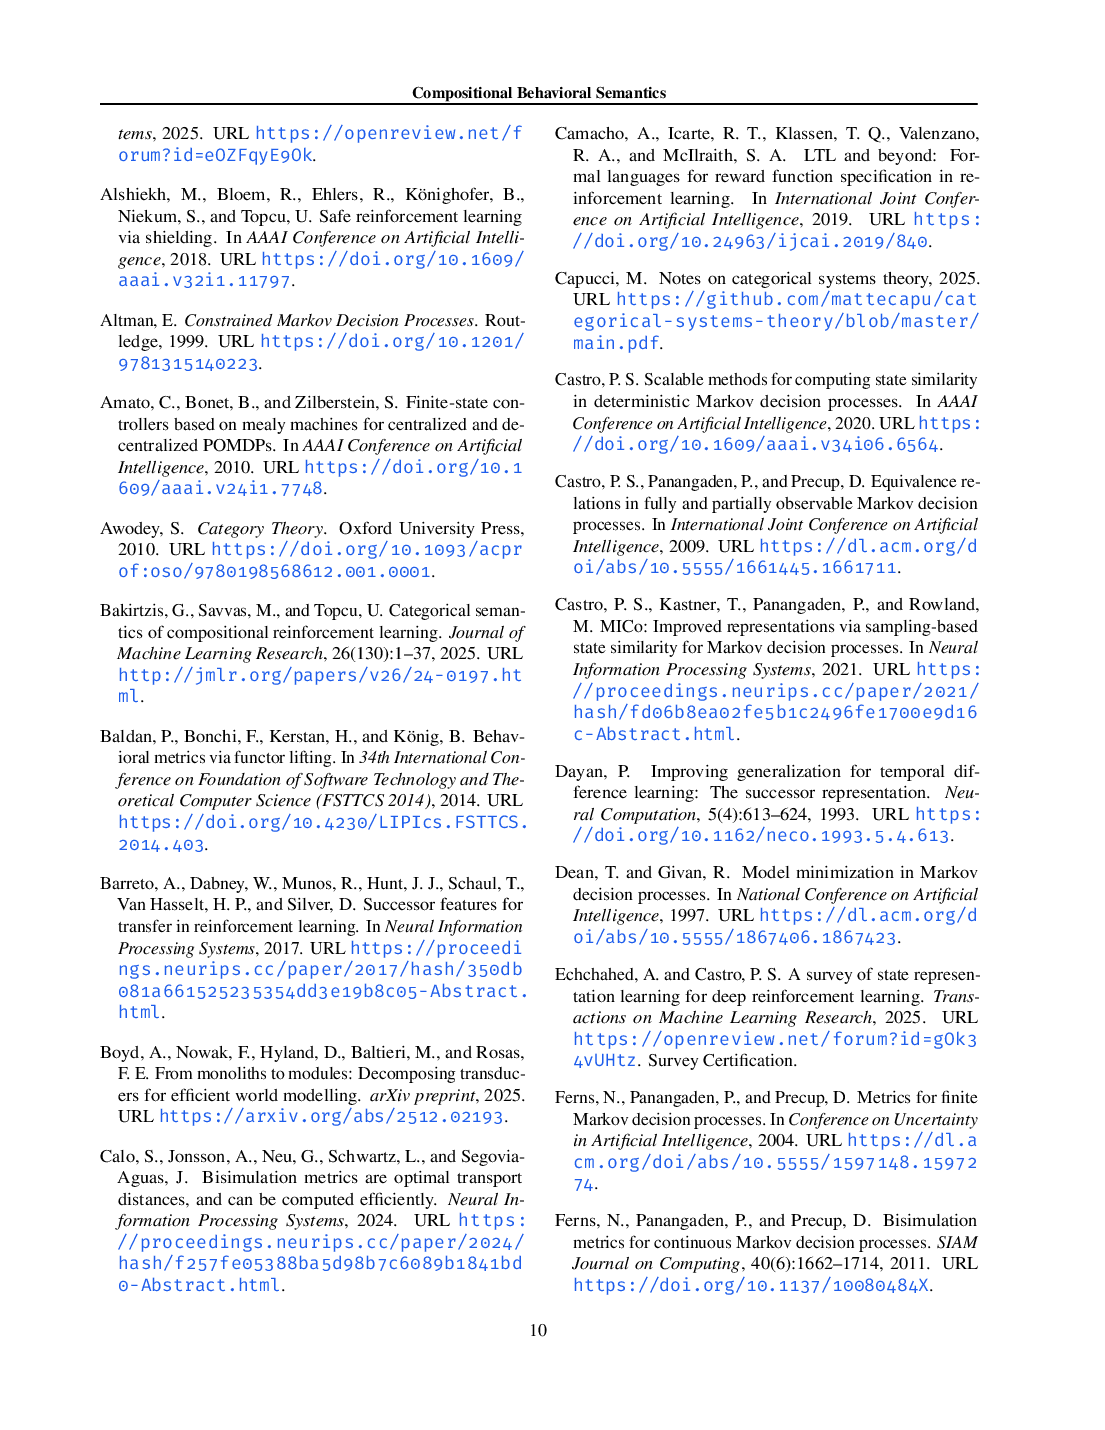 Compositional Behavioral Semantics
tems, 2025. URL https://openreview.net/f
orum?id=eOZFqyE9Ok.
Alshiekh, M., Bloem, R., Ehlers, R., Könighofer, B.,
Niekum, S., and Topcu, U. Safe reinforcement learning
via shielding. In AAAI Conference on Artificial Intelli-
gence, 2018. URL https://doi.org/10.1609/
aaai.v32i1.11797.
Altman, E. Constrained Markov Decision Processes. Rout-
ledge, 1999. URL https://doi.org/10.1201/
9781315140223.
Amato, C., Bonet, B., and Zilberstein, S. Finite-state con-
trollers based on mealy machines for centralized and de-
centralized POMDPs. In AAAI Conference on Artificial
Intelligence, 2010. URL https://doi.org/10.1
609/aaai.v24i1.7748.
Awodey, S. Category Theory. Oxford University Press,
2010. URL https://doi.org/10.1093/acpr
of:oso/9780198568612.001.0001.
Bakirtzis, G., Savvas, M., and Topcu, U. Categorical seman-
tics of compositional reinforcement learning. Journal of
Machine Learning Research, 26(130):1–37, 2025. URL
http://jmlr.org/papers/v26/24-0197.ht
ml.
Baldan, P., Bonchi, F., Kerstan, H., and König, B. Behav-
ioral metrics via functor lifting. In 34th International Con-
ference on Foundation of Software Technology and The-
oretical Computer Science (FSTTCS 2014), 2014. URL
https://doi.org/10.4230/LIPIcs.FSTTCS.
2014.403.
Barreto, A., Dabney, W., Munos, R., Hunt, J. J., Schaul, T.,
Van Hasselt, H. P., and Silver, D. Successor features for
transfer in reinforcement learning. In Neural Information
Processing Systems, 2017. URL https://proceedi
ngs.neurips.cc/paper/2017/hash/350db
081a661525235354dd3e19b8c05-Abstract.
html.
Boyd, A., Nowak, F., Hyland, D., Baltieri, M., and Rosas,
F. E. From monoliths to modules: Decomposing transduc-
ers for efficient world modelling. arXiv preprint, 2025.
URL https://arxiv.org/abs/2512.02193.
Calo, S., Jonsson, A., Neu, G., Schwartz, L., and Segovia-
Aguas, J. Bisimulation metrics are optimal transport
distances, and can be computed efficiently. Neural In-
formation Processing Systems, 2024. URL https:
//proceedings.neurips.cc/paper/2024/
hash/f257fe05388ba5d98b7c6089b1841bd
0-Abstract.html.
Camacho, A., Icarte, R. T., Klassen, T. Q., Valenzano,
R. A., and McIlraith, S. A. LTL and beyond: For-
mal languages for reward function specification in re-
inforcement learning. In International Joint Confer-
ence on Artificial Intelligence, 2019. URL https:
//doi.org/10.24963/ijcai.2019/840.
Capucci, M. Notes on categorical systems theory, 2025.
URL https://github.com/mattecapu/cat
egorical-systems-theory/blob/master/
main.pdf.
Castro, P. S. Scalable methods for computing state similarity
in deterministic Markov decision processes. In AAAI
Conference on Artificial Intelligence, 2020. URL https:
//doi.org/10.1609/aaai.v34i06.6564.
Castro, P. S., Panangaden, P., and Precup, D. Equivalence re-
lations in fully and partially observable Markov decision
processes. In International Joint Conference on Artificial
Intelligence, 2009. URL https://dl.acm.org/d
oi/abs/10.5555/1661445.1661711.
Castro, P. S., Kastner, T., Panangaden, P., and Rowland,
M. MICo: Improved representations via sampling-based
state similarity for Markov decision processes. In Neural
Information Processing Systems, 2021. URL https:
//proceedings.neurips.cc/paper/2021/
hash/fd06b8ea02fe5b1c2496fe1700e9d16
c-Abstract.html.
Dayan, P. Improving generalization for temporal dif-
ference learning: The successor representation. Neu-
ral Computation, 5(4):613–624, 1993. URL https:
//doi.org/10.1162/neco.1993.5.4.613.
Dean, T. and Givan, R. Model minimization in Markov
decision processes. In National Conference on Artificial
Intelligence, 1997. URL https://dl.acm.org/d
oi/abs/10.5555/1867406.1867423.
Echchahed, A. and Castro, P. S. A survey of state represen-
tation learning for deep reinforcement learning. Trans-
actions on Machine Learning Research, 2025. URL
https://openreview.net/forum?id=gOk3
4vUHtz. Survey Certification.
Ferns, N., Panangaden, P., and Precup, D. Metrics for finite
Markov decision processes. In Conference on Uncertainty
in Artificial Intelligence, 2004. URL https://dl.a
cm.org/doi/abs/10.5555/1597148.15972
74.
Ferns, N., Panangaden, P., and Precup, D. Bisimulation
metrics for continuous Markov decision processes. SIAM
Journal on Computing, 40(6):1662–1714, 2011. URL
https://doi.org/10.1137/10080484X.
10